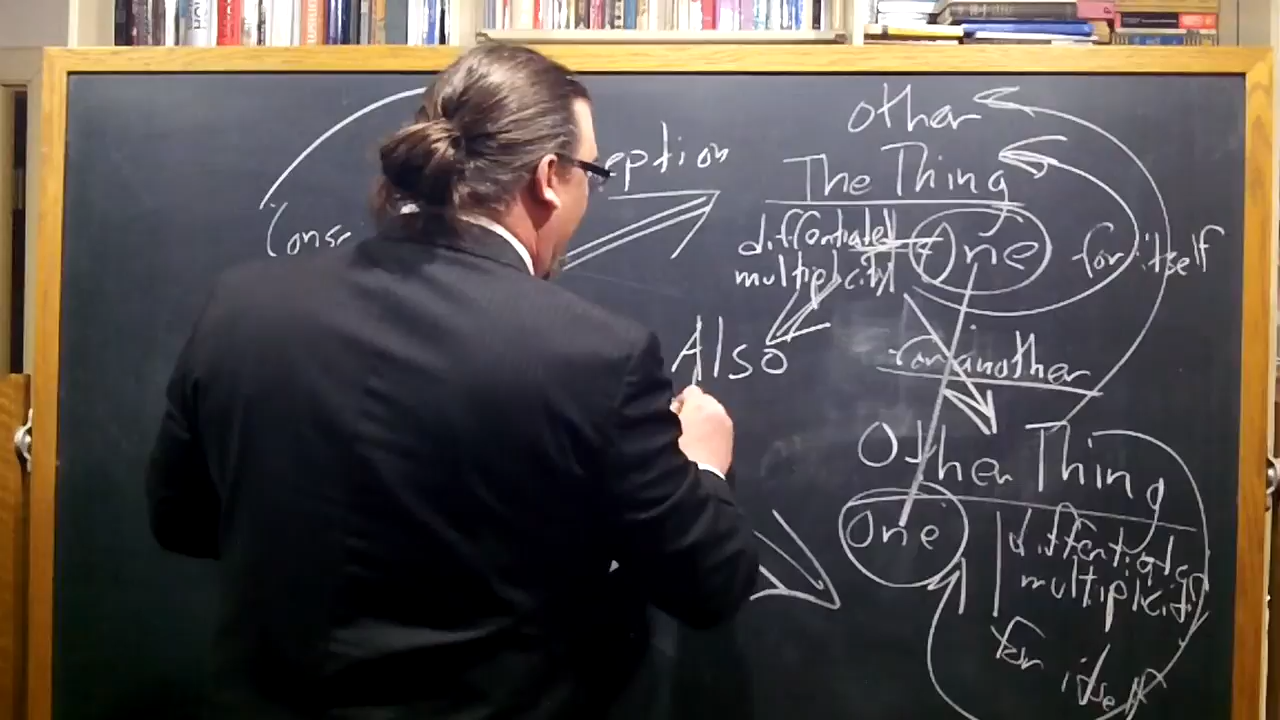 other
eption
The Thing
Cons
differentiated
multiplicity
One
for itself
Also
for another
Other Thing
One
differentiated
multiplicity
for itself